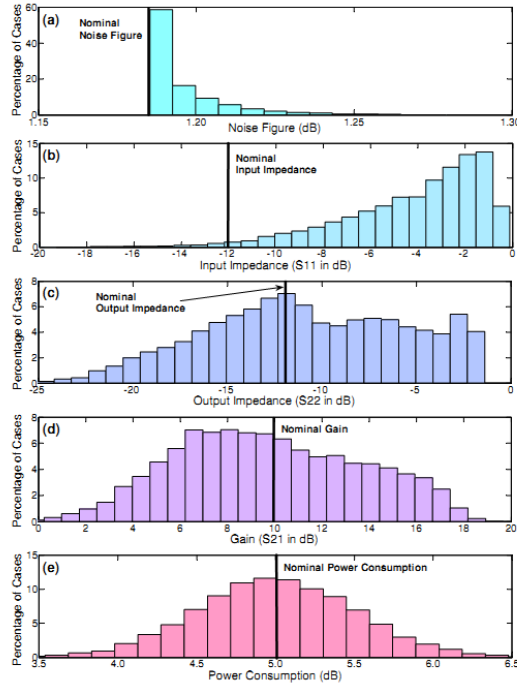 (a)
Nominal
Noise Figure
Percentage of Cases
60
40
20
0
1.15 1.20 1.25 1.30
Noise Figure (dB)
(b)
Nominal
Input Impedance
Percentage of Cases
15
10
5
0
-20 -18 -16 -14 -12 -10 -8 -6 -4 -2 0
Input Impedance (S11 in dB)
(c)
Nominal
Output Impedance
Percentage of Cases
8
6
4
2
0
-25 -20 -15 -10 -5 0
Output Impedance (S22 in dB)
(d)
Nominal Gain
Percentage of Cases
8
6
4
2
0
0 2 4 6 8 10 12 14 16 18 20
Gain (S21 in dB)
(e)
Nominal Power Consumption
Percentage of Cases
15
10
5
0
3.5 4.0 4.5 5.0 5.5 6.0 6.5
Power Consumption (dB)